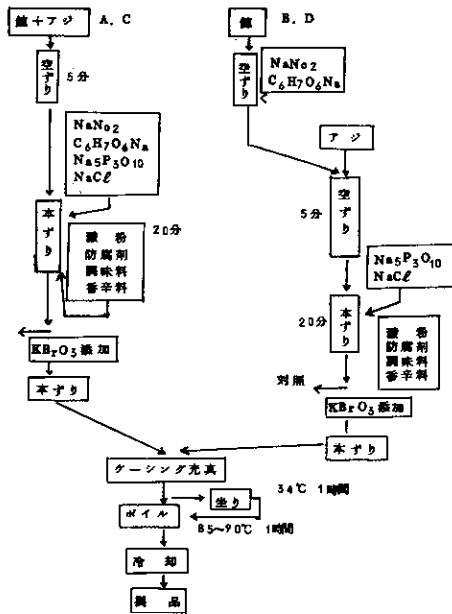 +アジ A. C
空ずり 5分
NaNO2
C6H7O6Na
Na5P3O10
NaCℓ
本ずり 20分
澱 粉
防腐剤
調味料
香辛料
KBrO3添加
本ずり
B. D
空ずり
NaNO2
C6H7O6Na
アジ
空ずり
5分
Na5P3O10
NaCℓ
本ずり
20分
澱 粉
防腐剤
調味料
香辛料
対照
KBrO3添加
本ずり
ケーシング充填
坐り 34℃ 1時間
ボイル
85~90℃ 1時間
冷 却
製 品